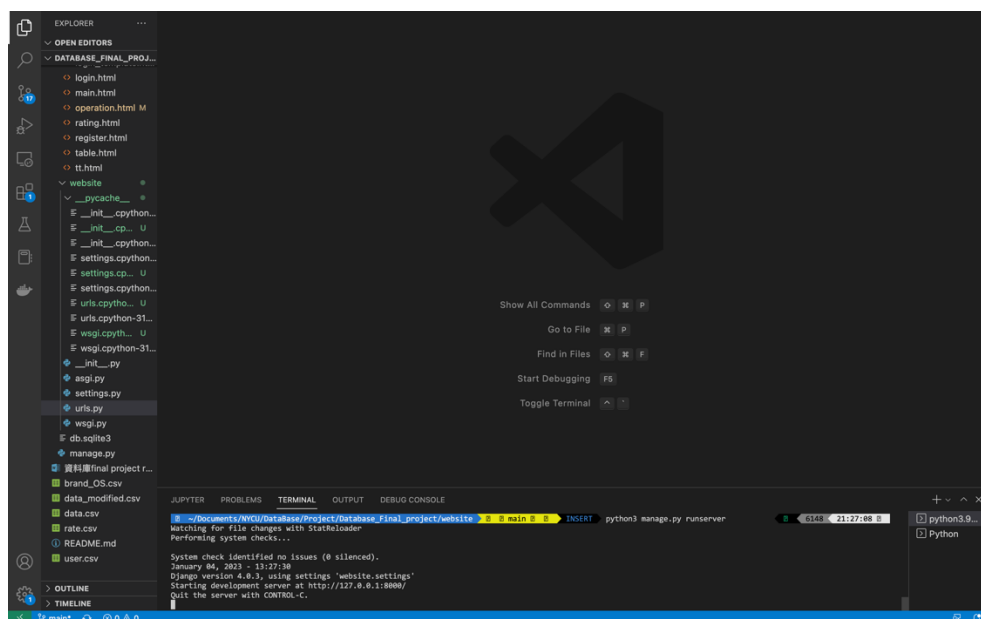 EXPLORER ...
OPEN EDITORS
DATABASE_FINAL_PROJ...
login.html
main.html
operation.html M
rating.html
register.html
table.html
tt.html
website
__pycache__
__init__.cpython...
__init__.cp... U
__init__.cpython...
settings.cpython...
settings.cp... U
settings.cpython...
urls.cpytho... U
urls.cpython-31...
wsgi.cpyth... U
wsgi.cpython-31...
__init__.py
asgi.py
settings.py
urls.py
wsgi.py
db.sqlite3
manage.py
資料庫final project r...
brand_OS.csv
data_modified.csv
data.csv
rate.csv
README.md
user.csv
OUTLINE
TIMELINE
17
1
1
Show All Commands ⇧ ⌘ P
Go to File ⌘ P
Find in Files ⇧ ⌘ F
Start Debugging F5
Toggle Terminal ^ `
JUPYTER PROBLEMS TERMINAL OUTPUT DEBUG CONSOLE
~/Documents/NYCU/DataBase/Project/Database_Final_project/website main INSERT python3 manage.py runserver 6148 21:27:08
Watching for file changes with StatReloader
Performing system checks...
System check identified no issues (0 silenced).
January 04, 2023 - 13:27:30
Django version 4.0.3, using settings 'website.settings'
Starting development server at http://127.0.0.1:8000/
Quit the server with CONTROL-C.
python3.9...
Python
main* 0 0